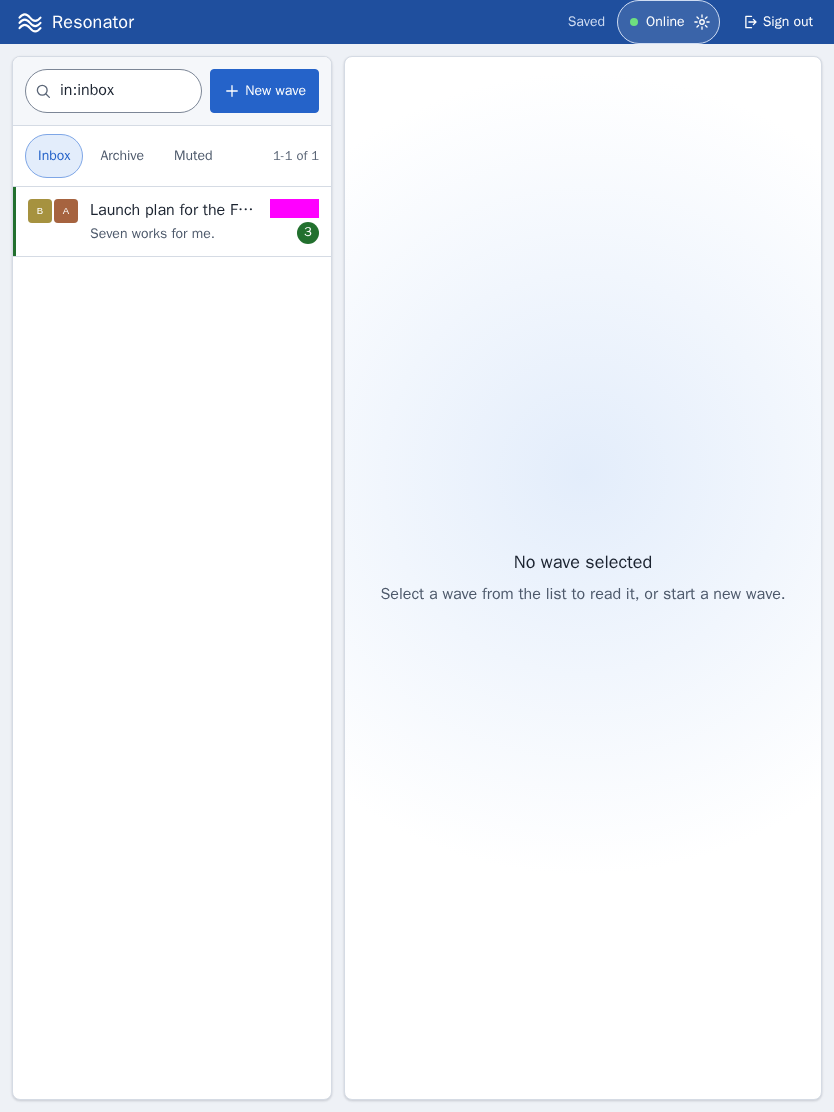 Resonator
Saved
Online
Sign out
in:inbox
New wave
Inbox
Archive
Muted
1-1 of 1
B
A
Launch plan for the F···
Seven works for me.
3
No wave selected
Select a wave from the list to read it, or start a new wave.